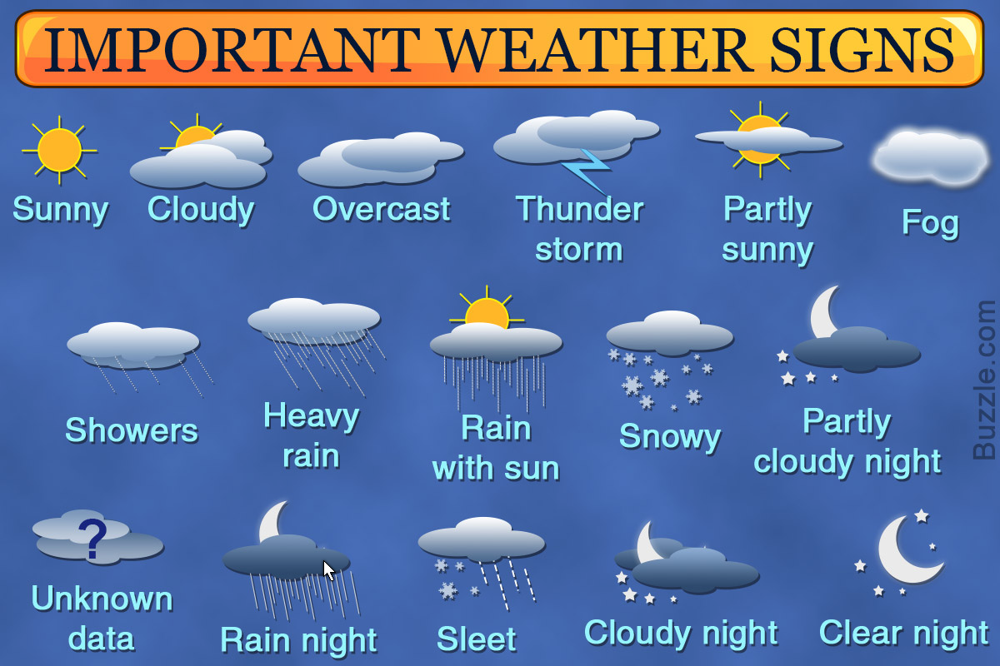 IMPORTANT WEATHER SIGNS
Sunny
Cloudy
Overcast
Thunder
storm
Partly
sunny
Fog
Showers
Heavy
rain
Rain
with sun
Snowy
Partly
cloudy night
Buzzle.com
?
Unknown
data
Rain night
Sleet
Cloudy night
Clear night